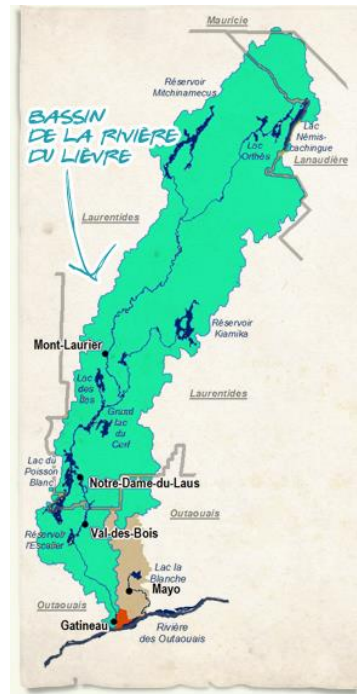 Mauricie
Réservoir
Mitchinamecus
Lac
Némis-
cachingue
Lac
Orthès
Lanaudière
BASSIN
DE LA RIVIÈRE
DU LIÈVRE
Laurentides
Réservoir
Kiamika
Mont-Laurier
Lac
des
Îles
Laurentides
Grand
lac
du
Cerf
Lac du
Poisson
Blanc
Notre-Dame-du-Laus
Outaouais
Val-des-Bois
Réservoir
l'Escalier
Lac la
Blanche
Mayo
Outaouais
Gatineau
Rivière
des Outaouais